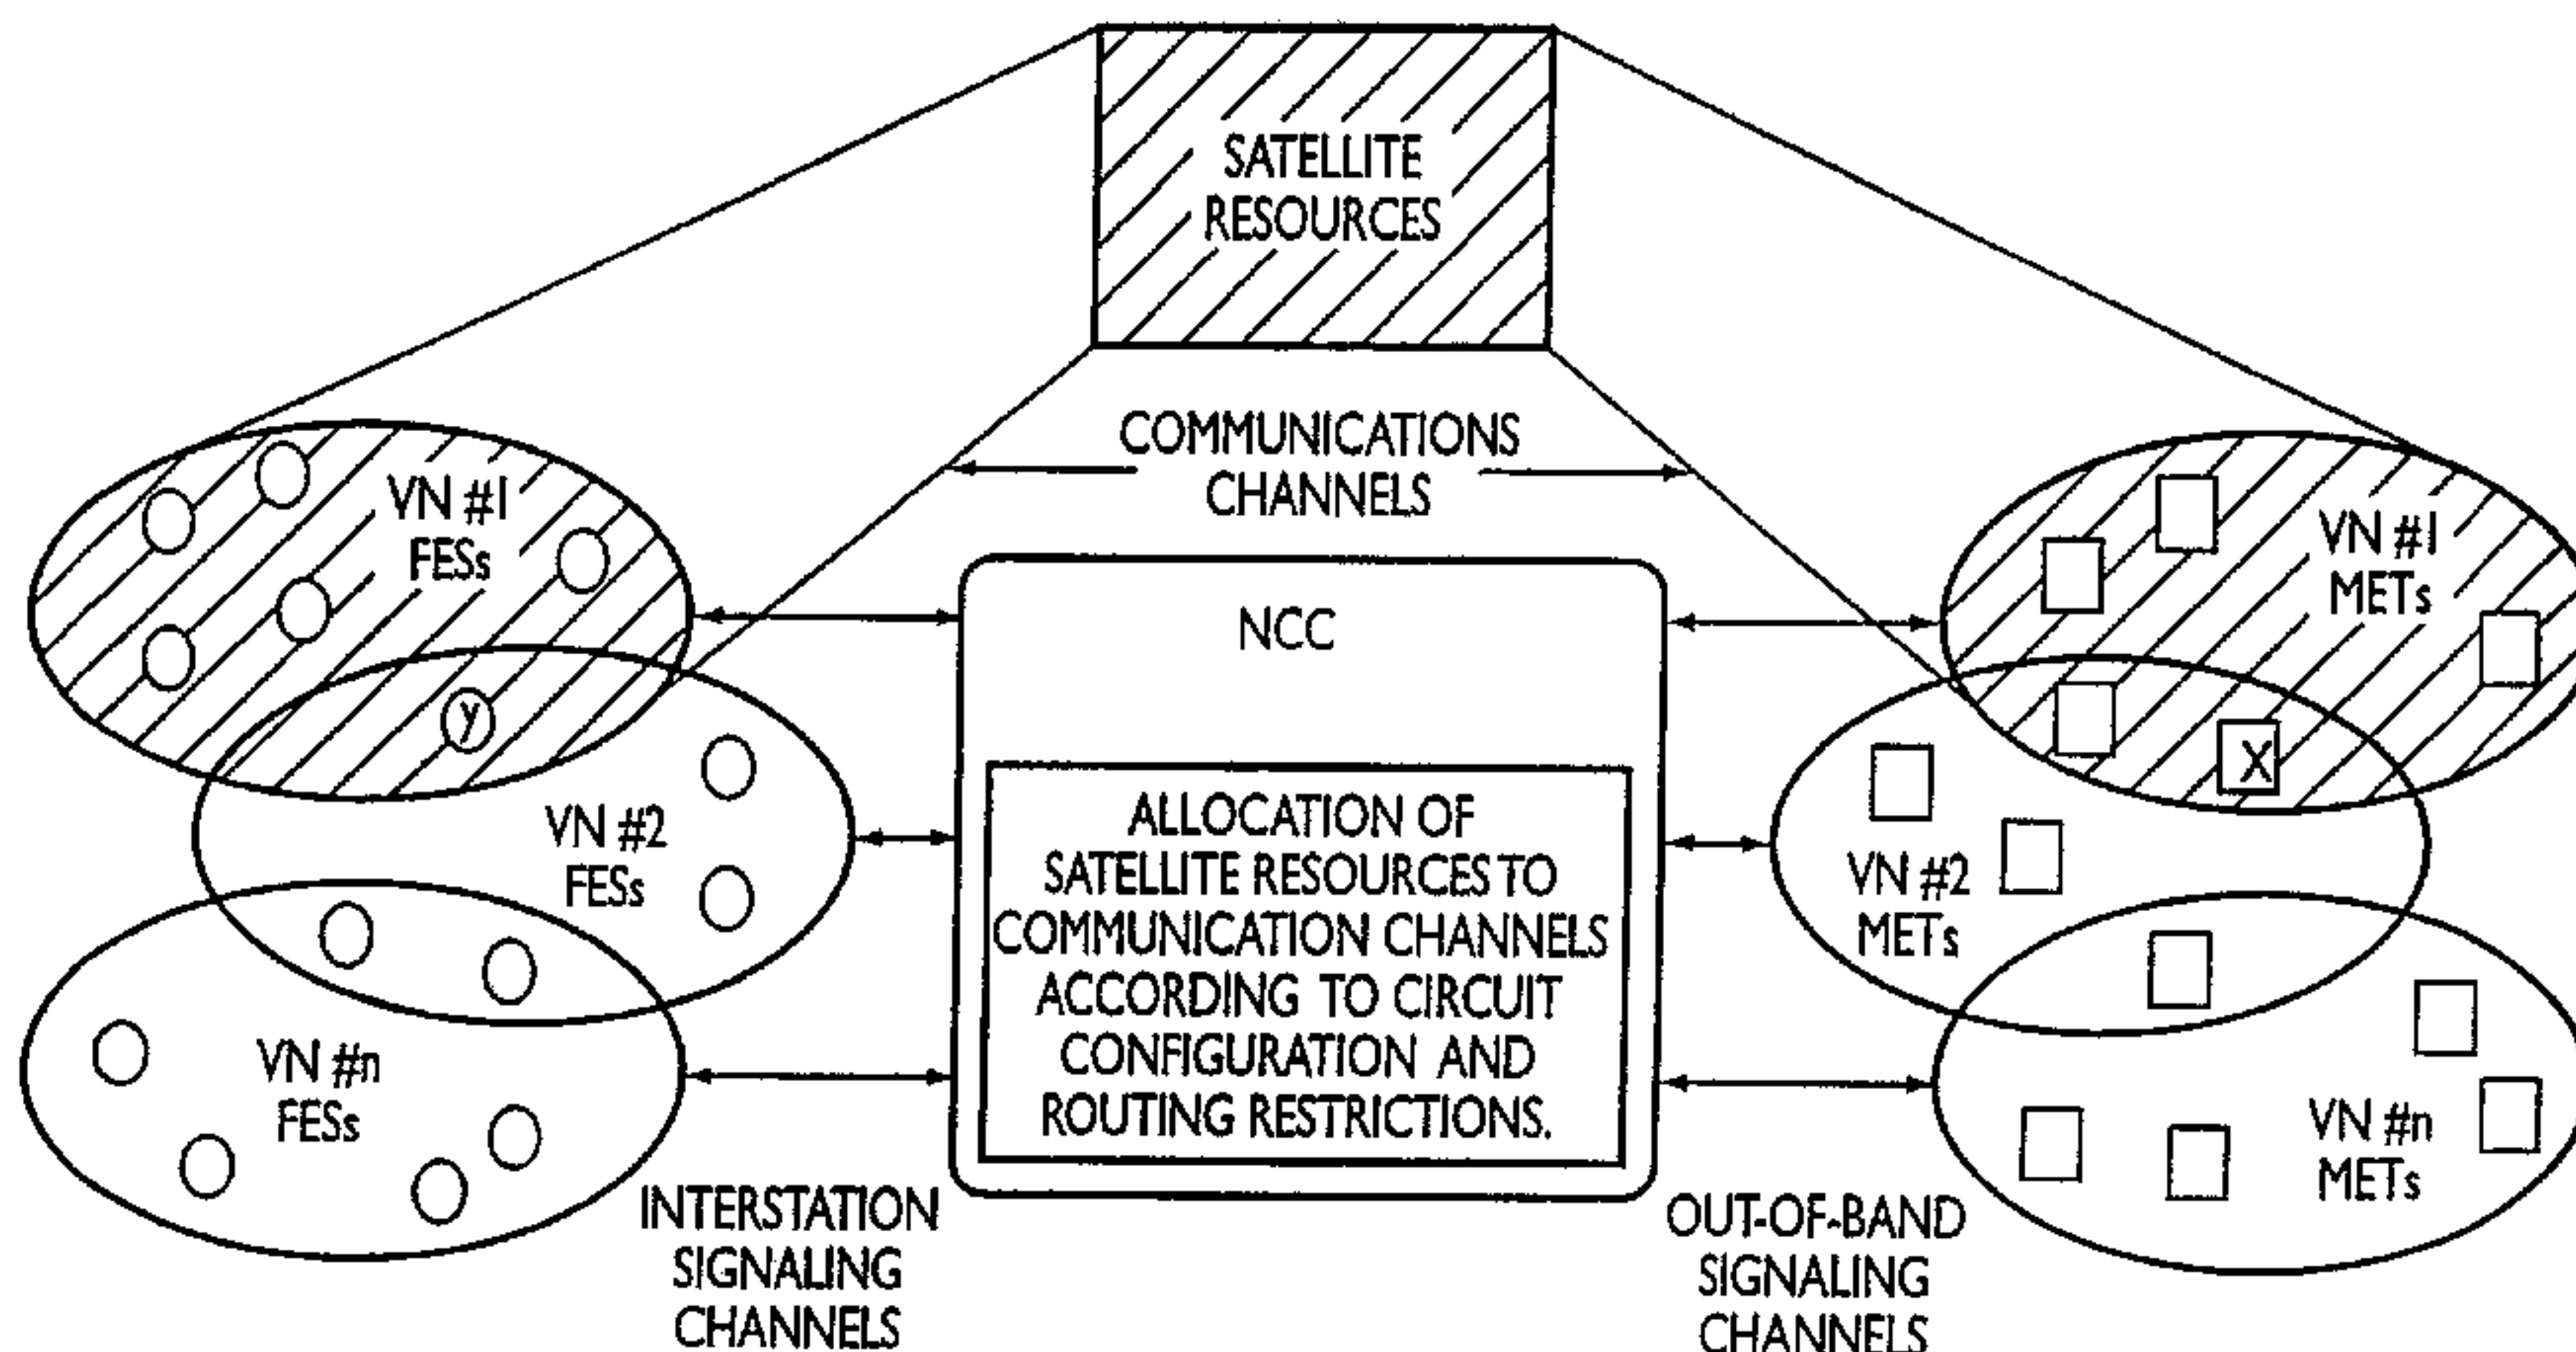 SATELLITE
RESOURCES
COMMUNICATIONS
CHANNELS
VN #1
FESs
VN #1
METs
NCC
y
X
VN #2
FESs
VN #2
METs
ALLOCATION OF
SATELLITE RESOURCES TO
COMMUNICATION CHANNELS
ACCORDING TO CIRCUIT
CONFIGURATION AND
ROUTING RESTRICTIONS.
VN #n
FESs
VN #n
METs
INTERSTATION
SIGNALING
CHANNELS
OUT-OF-BAND
SIGNALING
CHANNELS